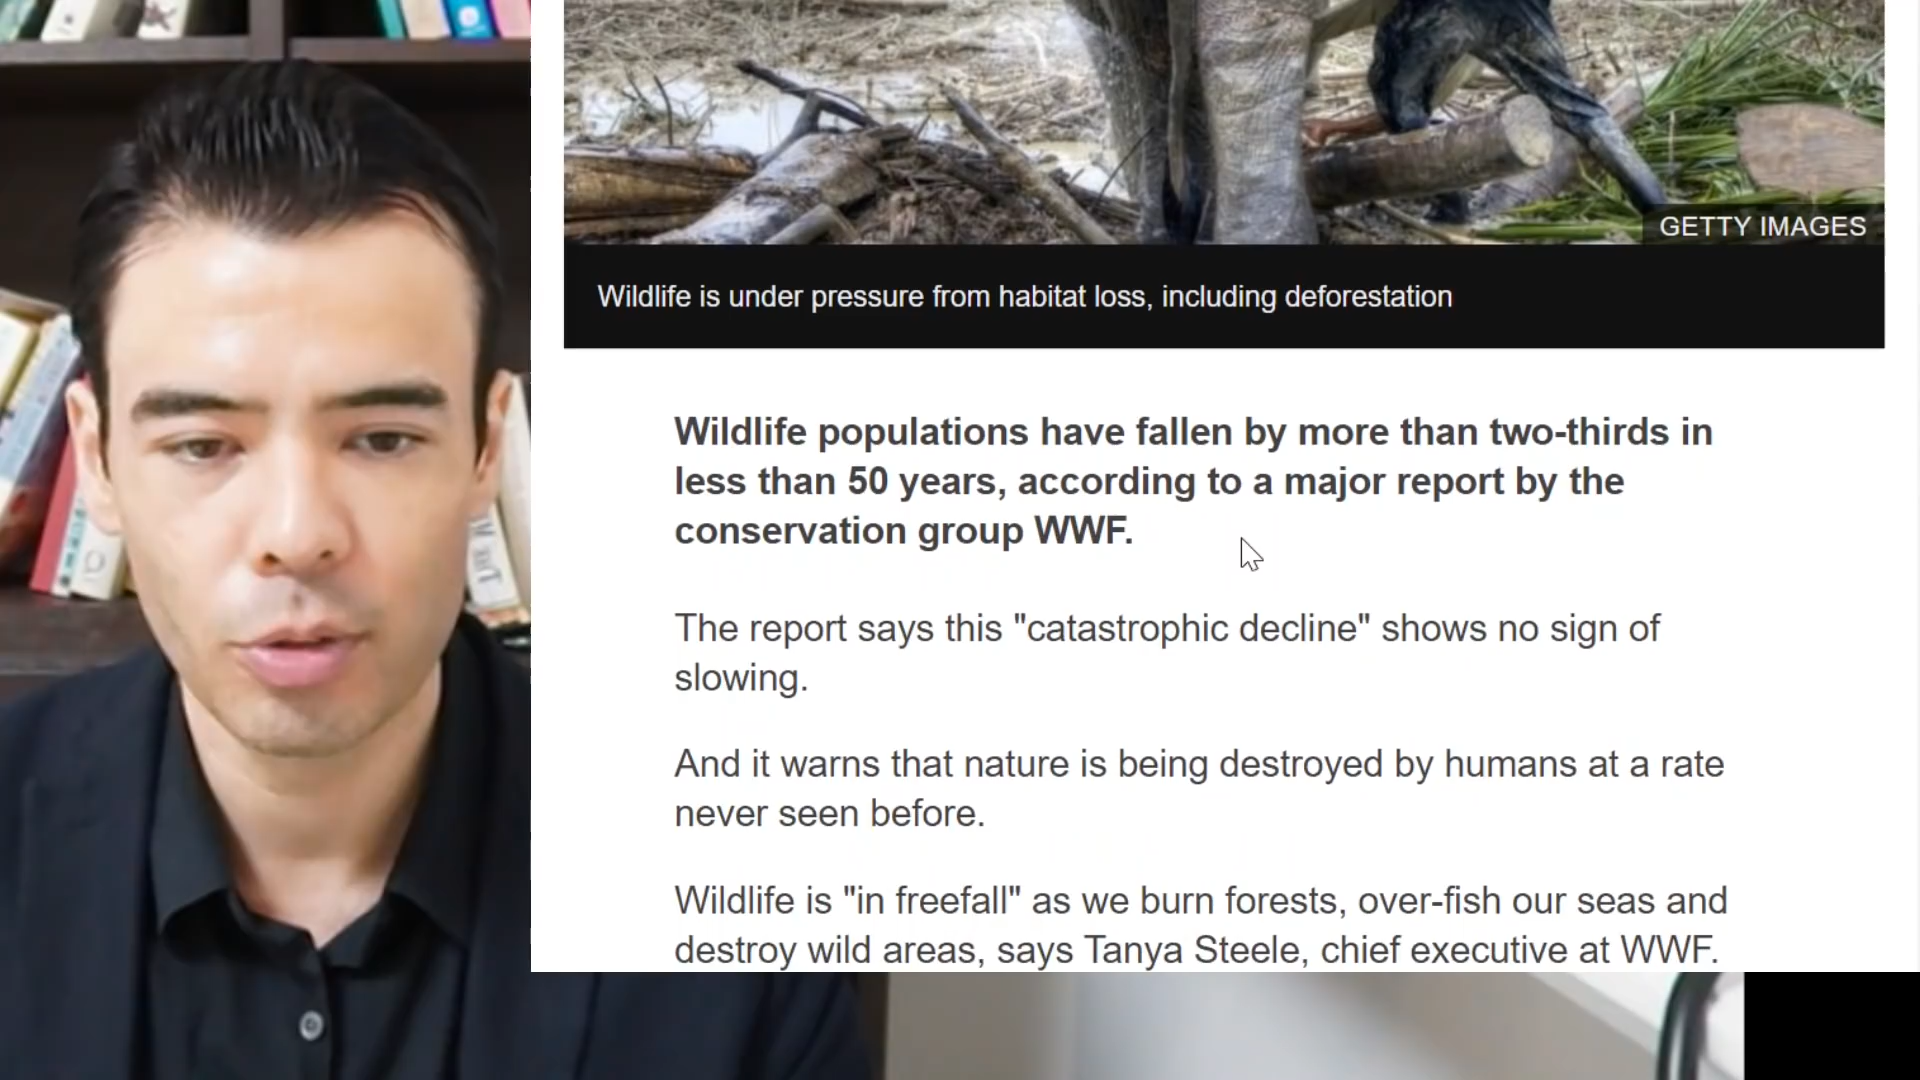 GETTY IMAGES
Wildlife is under pressure from habitat loss, including deforestation
Wildlife populations have fallen by more than two-thirds in
less than 50 years, according to a major report by the
conservation group WWF.
The report says this "catastrophic decline" shows no sign of
slowing.
And it warns that nature is being destroyed by humans at a rate
never seen before.
Wildlife is "in freefall" as we burn forests, over-fish our seas and
destroy wild areas, says Tanya Steele, chief executive at WWF.